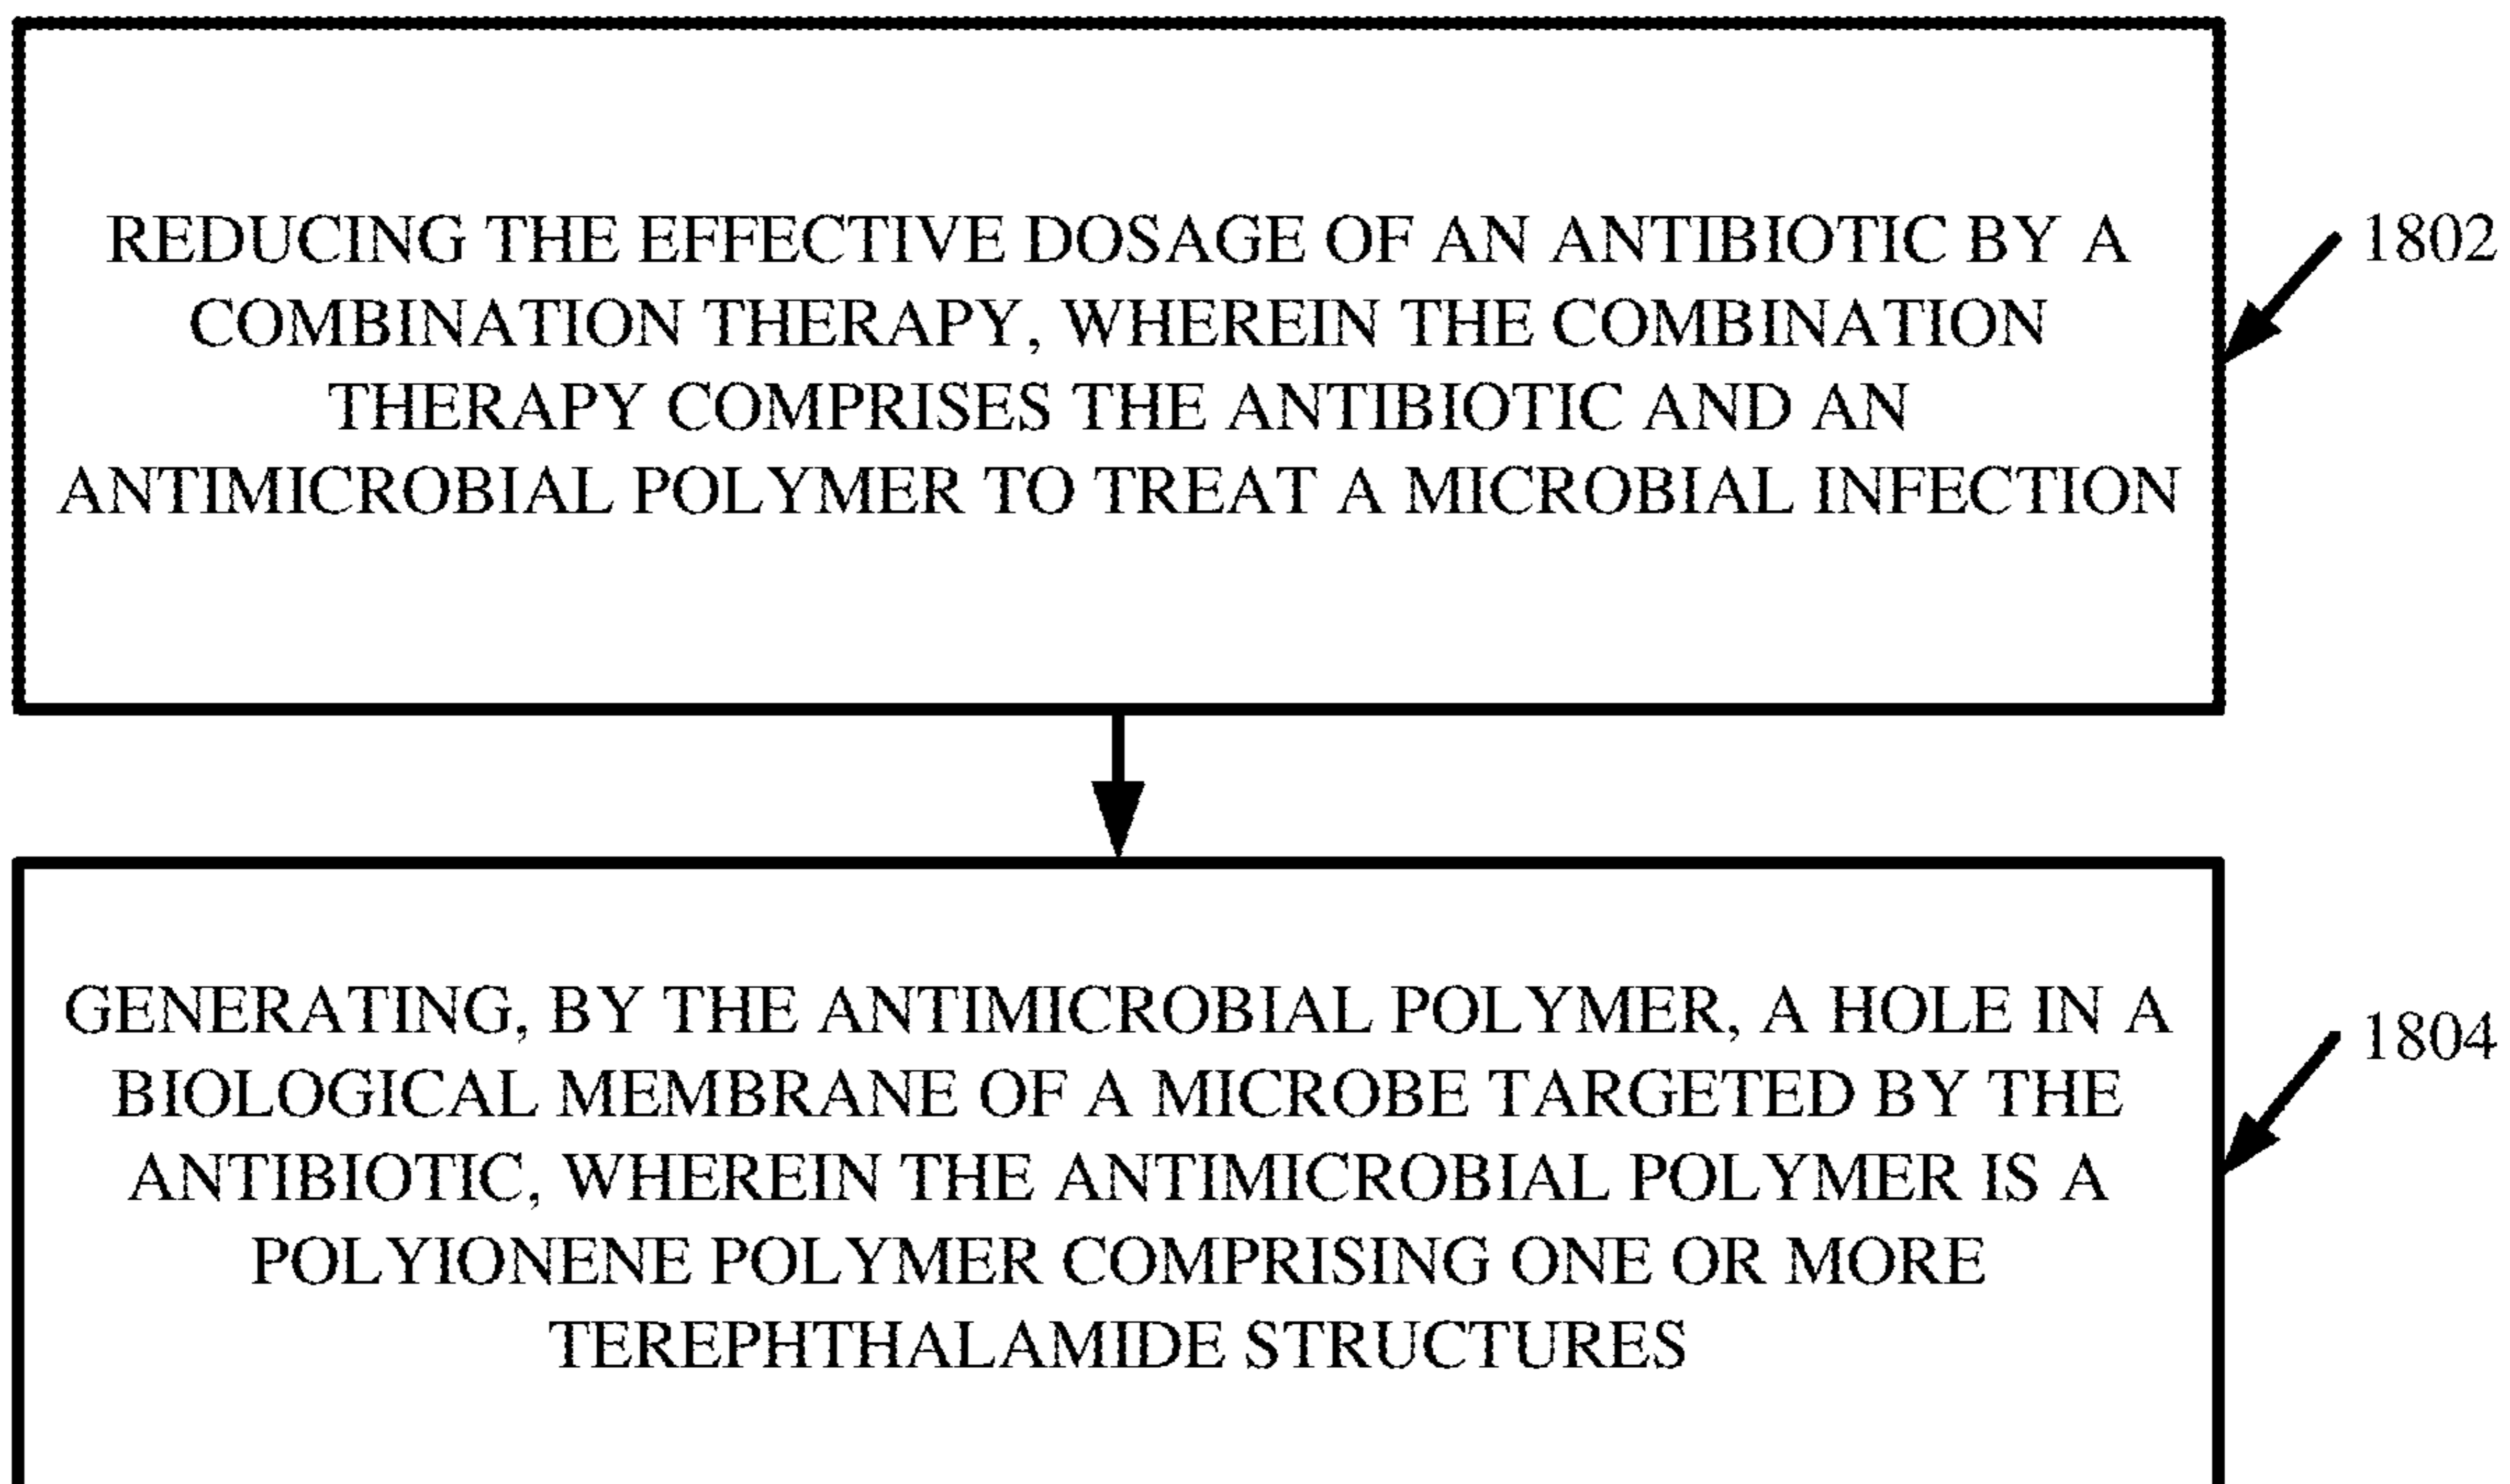 REDUCING THE EFFECTIVE DOSAGE OF AN ANTIBIOTIC BY A
COMBINATION THERAPY, WHEREIN THE COMBINATION
THERAPY COMPRISES THE ANTIBIOTIC AND AN
ANTIMICROBIAL POLYMER TO TREAT A MICROBIAL INFECTION
1802
GENERATING, BY THE ANTIMICROBIAL POLYMER, A HOLE IN A
BIOLOGICAL MEMBRANE OF A MICROBE TARGETED BY THE
ANTIBIOTIC, WHEREIN THE ANTIMICROBIAL POLYMER IS A
POLYIONENE POLYMER COMPRISING ONE OR MORE
TEREPHTHALAMIDE STRUCTURES
1804